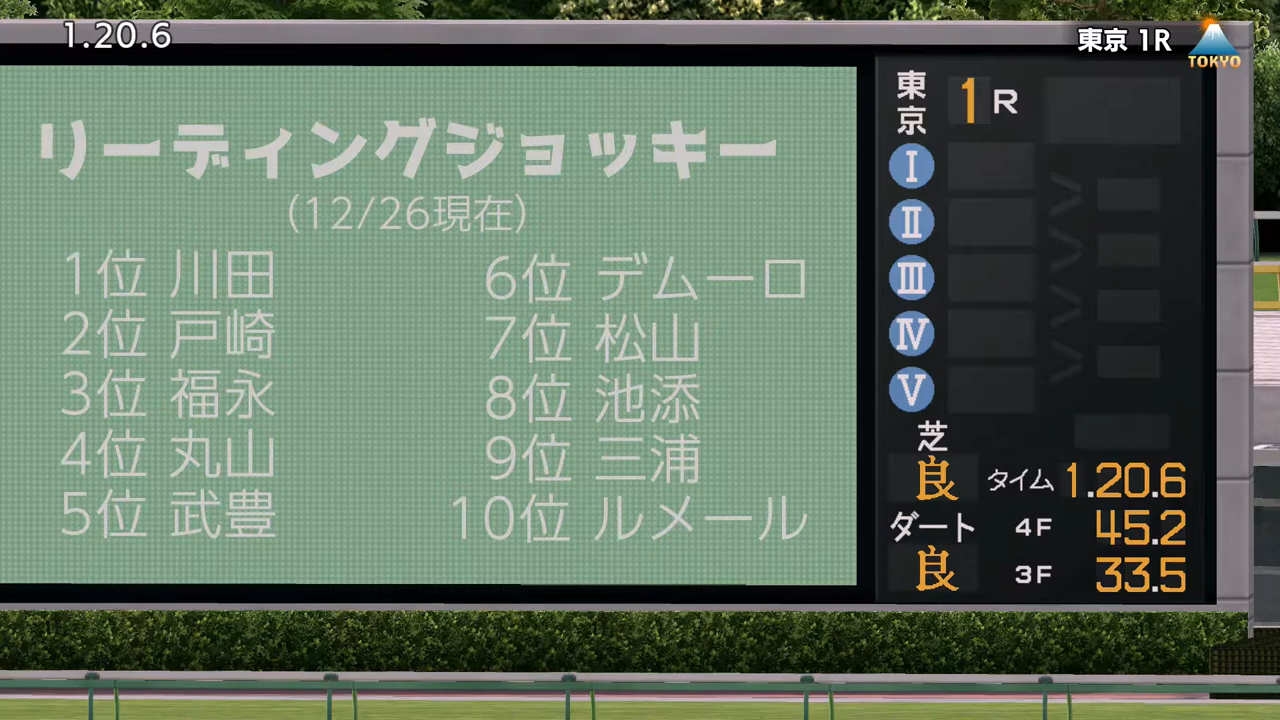 1.20.6
東京 1R
TOKYO
リーディングジョッキー
(12/26現在)
1位 川田
2位 戸崎
3位 福永
4位 丸山
5位 武豊
6位 デムーロ
7位 松山
8位 池添
9位 三浦
10位 ルメール
東京
1 R
I
II
III
IV
V
芝
良
タイム 1.20.6
ダート
良
4F 45.2
3F 33.5